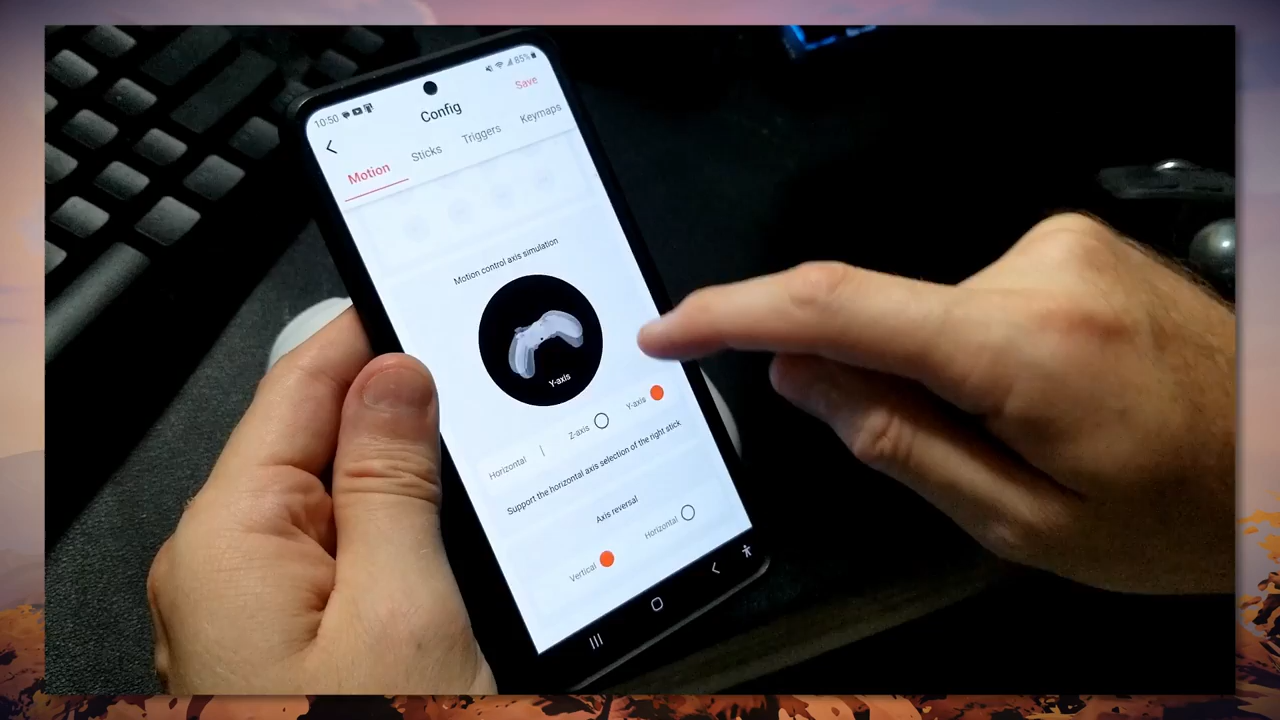 10:50
85%
Config
Save
Motion
Sticks
Triggers
Keymaps
Motion control axis simulation
Y-axis
Horizontal | Z-axis Y-axis
Support the horizontal axis selection of the right stick
Axis reversal
Vertical Horizontal